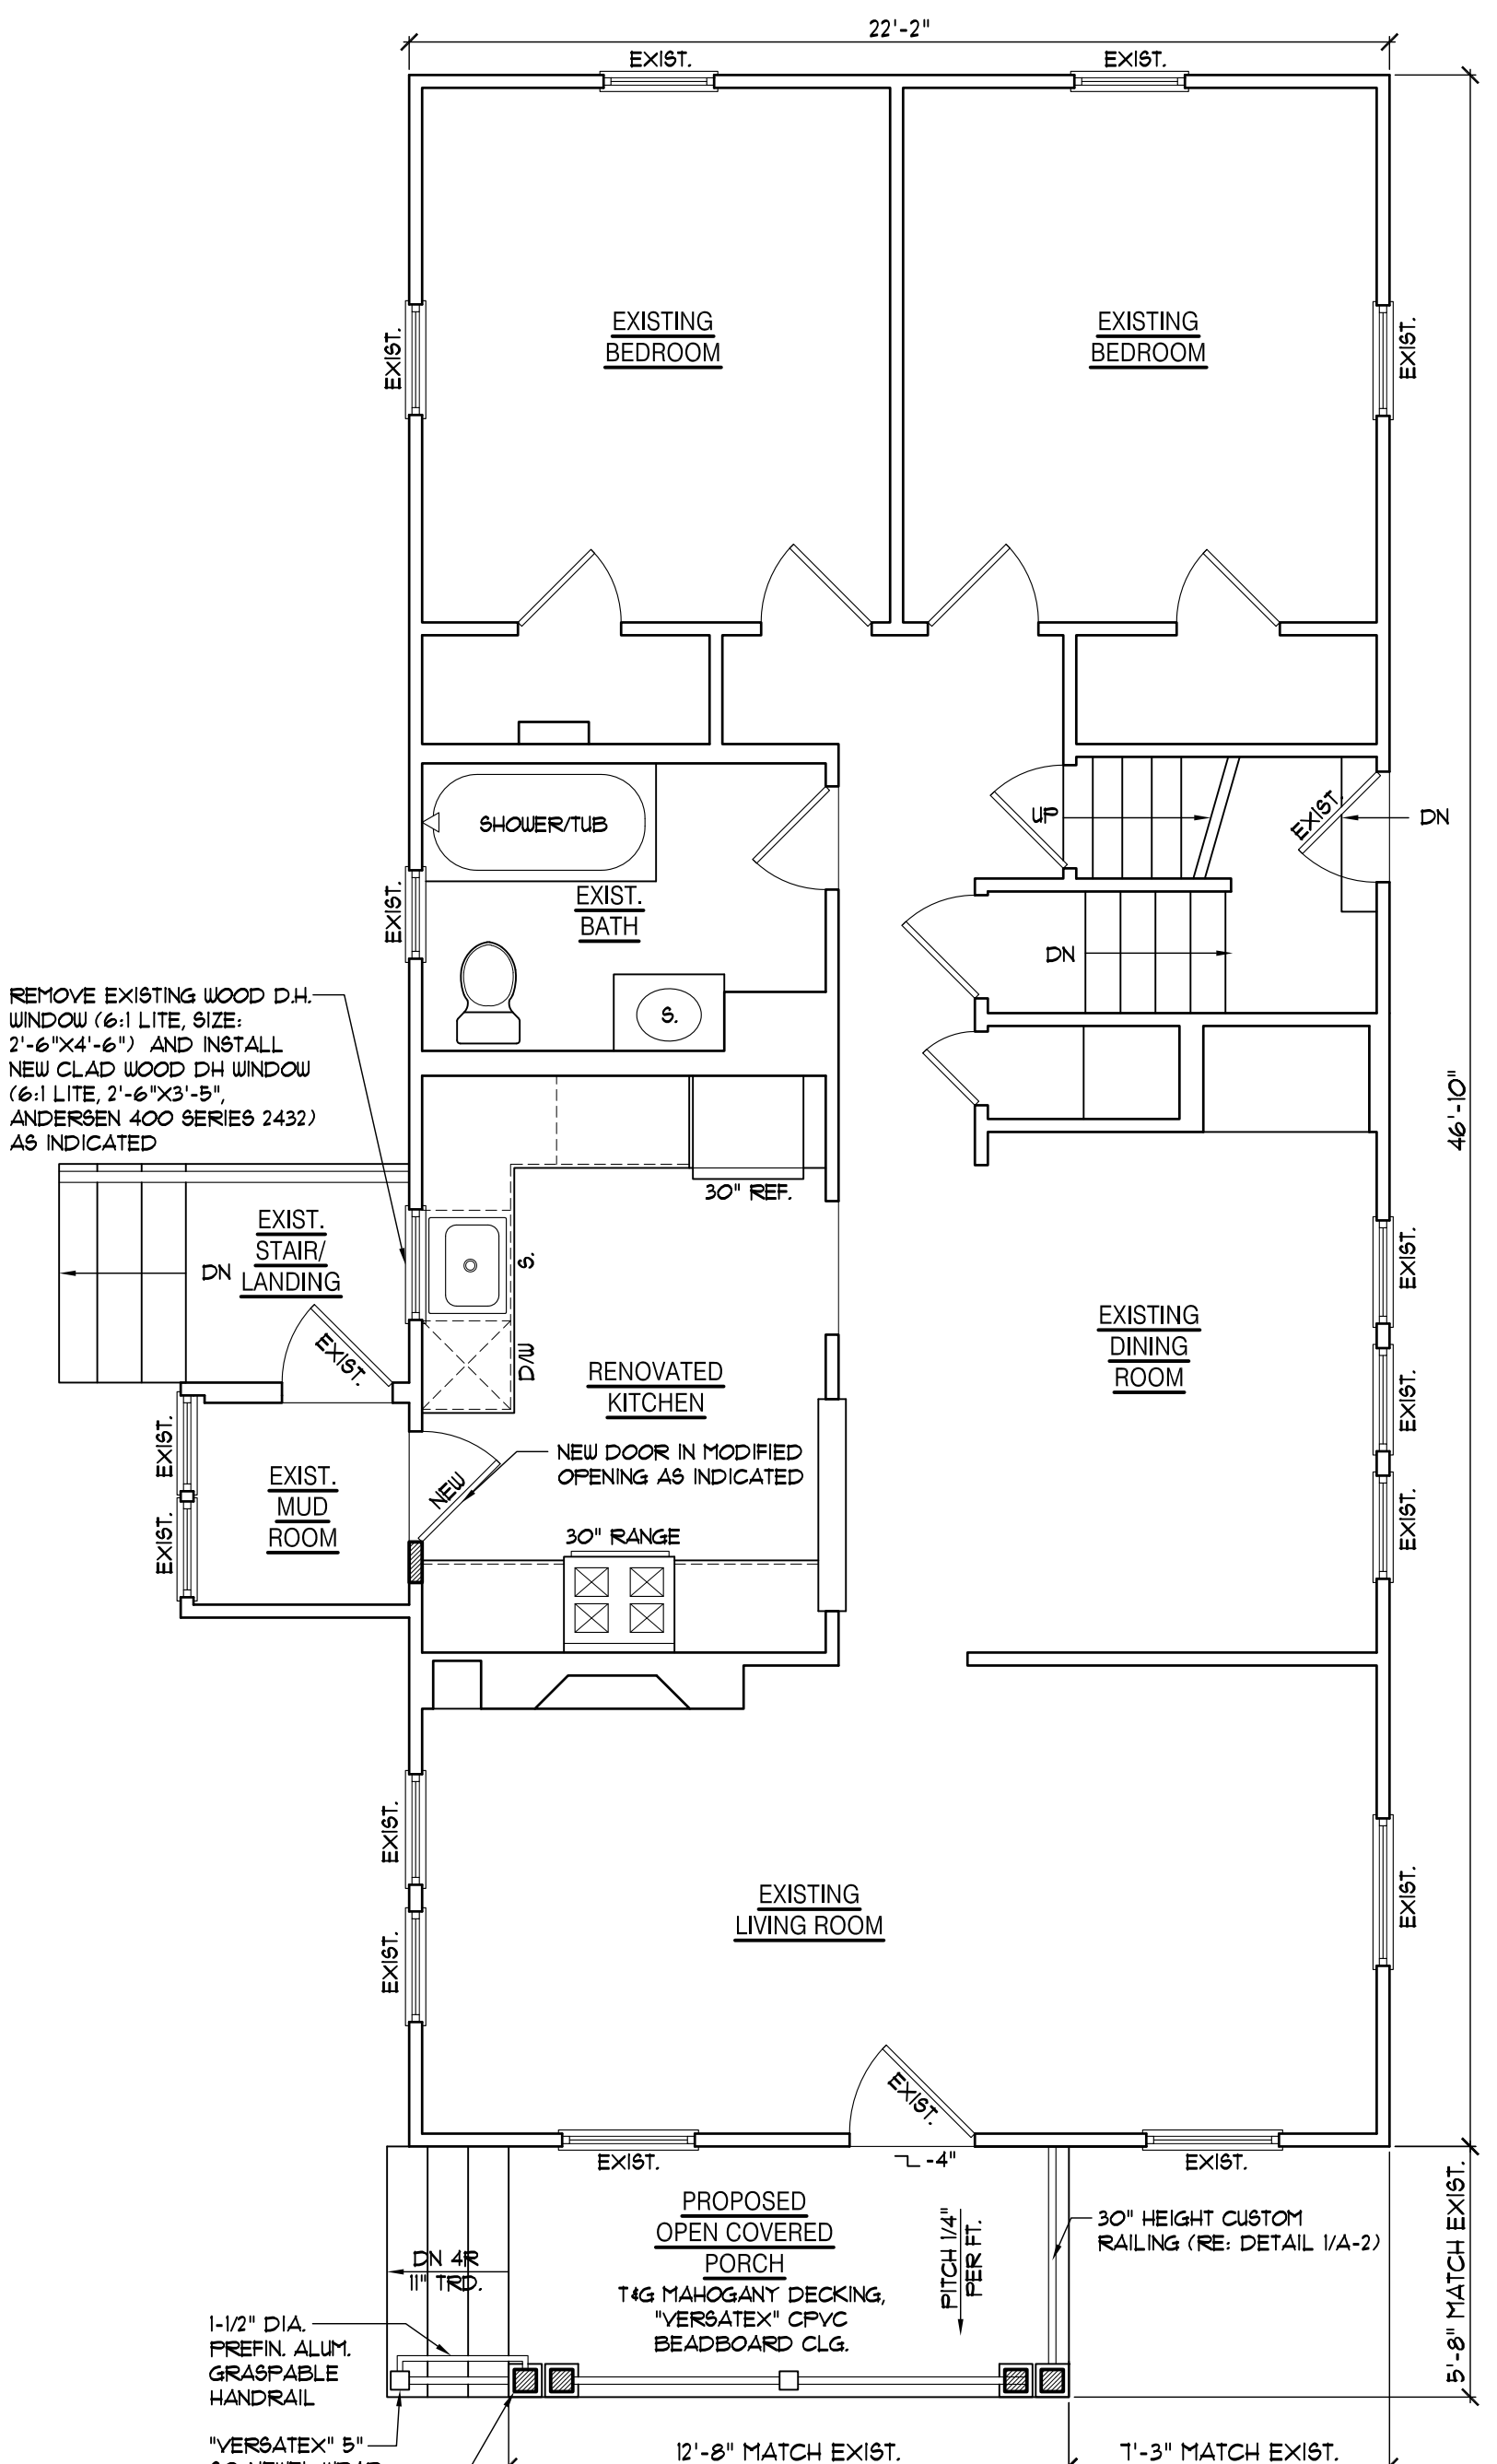 22'-2"
EXIST.
EXIST.
EXISTING
BEDROOM
EXISTING
BEDROOM
EXIST.
EXIST.
SHOWER/TUB
UP
EXIST.
DN
EXIST.
BATH
EXIST.
DN
S.
REMOVE EXISTING WOOD D.H.
WINDOW (6:1 LITE, SIZE:
2'-6"X4'-6") AND INSTALL
NEW CLAD WOOD DH WINDOW
(6:1 LITE, 2'-6"X3'-5",
ANDERSEN 400 SERIES 2432)
AS INDICATED
46'-10"
30" REF.
EXIST.
STAIR/
LANDING
DN
S.
EXIST.
D/W
EXIST.
EXISTING
DINING
ROOM
RENOVATED
KITCHEN
EXIST.
EXIST.
NEW DOOR IN MODIFIED
OPENING AS INDICATED
EXIST.
MUD
ROOM
NEW
EXIST.
EXIST.
30" RANGE
EXIST.
EXISTING
LIVING ROOM
EXIST.
EXIST.
EXIST.
EXIST.
-4"
EXIST.
PROPOSED
OPEN COVERED
PORCH
T&G MAHOGANY DECKING,
"VERSATEX" CPVC
BEADBOARD CLG.
PITCH 1/4"
PER FT.
30" HEIGHT CUSTOM
RAILING (RE: DETAIL 1/A-2)
DN 4R
11" TRD.
5'-8" MATCH EXIST.
1-1/2" DIA.
PREFIN. ALUM.
GRASPABLE
HANDRAIL
"VERSATEX" 5"
12'-8" MATCH EXIST.
7'-3" MATCH EXIST.